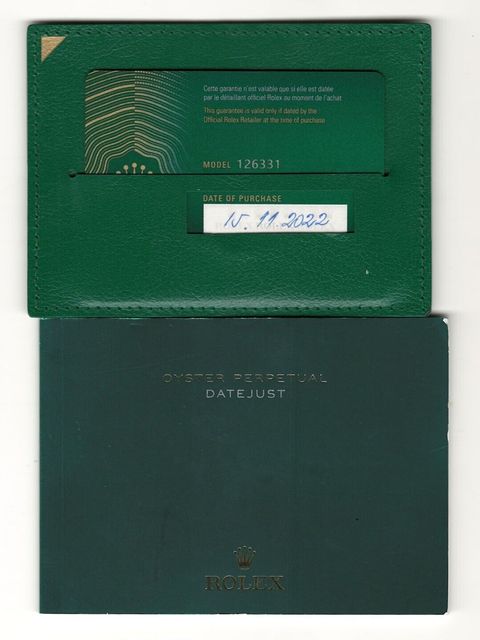 Cette garantie n'est valable que si elle est datée
par le détaillant officiel Rolex au moment de l'achat
This guarantee is valid only if dated by the
Official Rolex Retailer at the time of purchase
MODEL 126331
DATE OF PURCHASE
11.2022
OYSTER PERPETUAL
DATEJUST
ROLEX